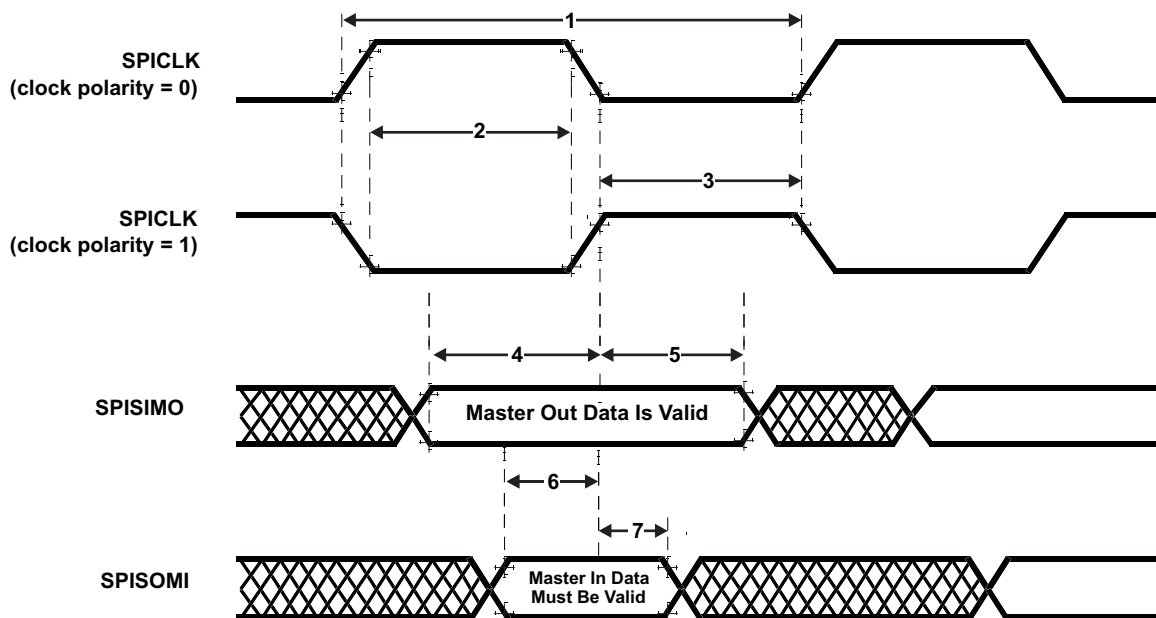 1
SPICLK
(clock polarity = 0)
2
3
SPICLK
(clock polarity = 1)
4
5
SPISIMO
Master Out Data Is Valid
6
7
SPISOMI
Master In Data
Must Be Valid